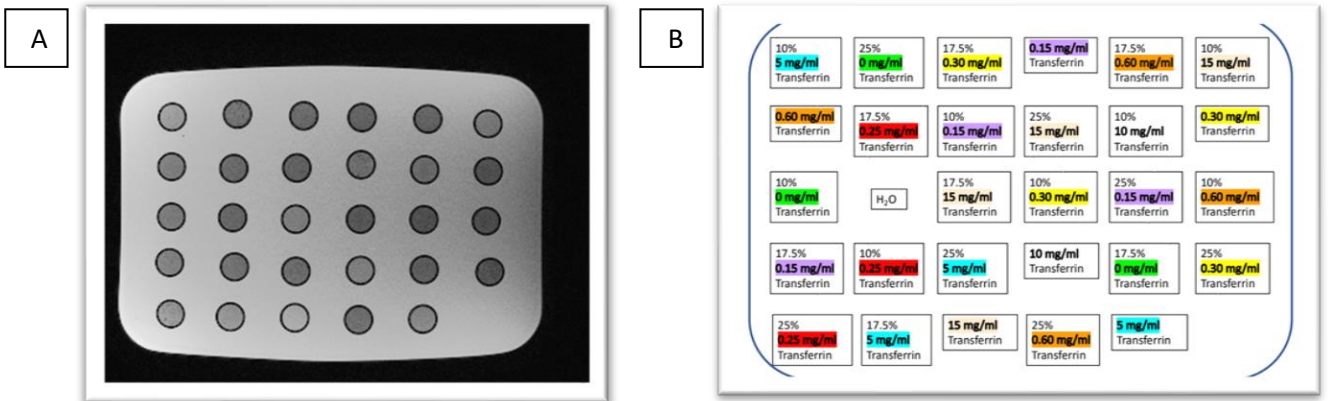 A
B
10%
5 mg/ml
Transferrin
25%
0 mg/ml
Transferrin
17.5%
0.30 mg/ml
Transferrin
0.15 mg/ml
Transferrin
17.5%
0.60 mg/ml
Transferrin
10%
15 mg/ml
Transferrin
0.60 mg/ml
Transferrin
17.5%
0.25 mg/ml
Transferrin
10%
0.15 mg/ml
Transferrin
25%
15 mg/ml
Transferrin
10%
10 mg/ml
Transferrin
0.30 mg/ml
Transferrin
10%
0 mg/ml
Transferrin
H₂O
17.5%
15 mg/ml
Transferrin
10%
0.30 mg/ml
Transferrin
25%
0.15 mg/ml
Transferrin
10%
0.60 mg/ml
Transferrin
17.5%
0.15 mg/ml
Transferrin
10%
0.25 mg/ml
Transferrin
25%
5 mg/ml
Transferrin
10 mg/ml
Transferrin
17.5%
0 mg/ml
Transferrin
25%
0.30 mg/ml
Transferrin
25%
0.25 mg/ml
Transferrin
17.5%
5 mg/ml
Transferrin
15 mg/ml
Transferrin
25%
0.60 mg/ml
Transferrin
5 mg/ml
Transferrin